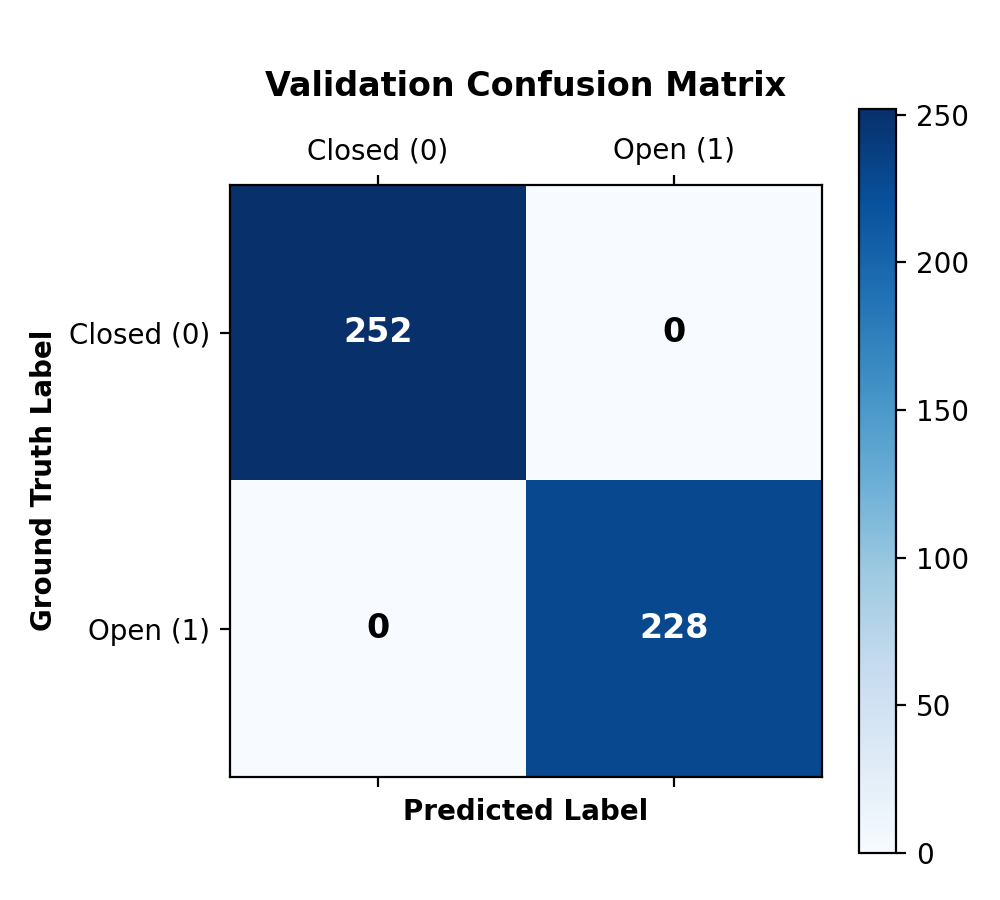 Validation Confusion Matrix
Closed (0) Open (1)
Ground Truth Label
Closed (0)
Open (1)
252 0
0 228
Predicted Label
250
200
150
100
50
0